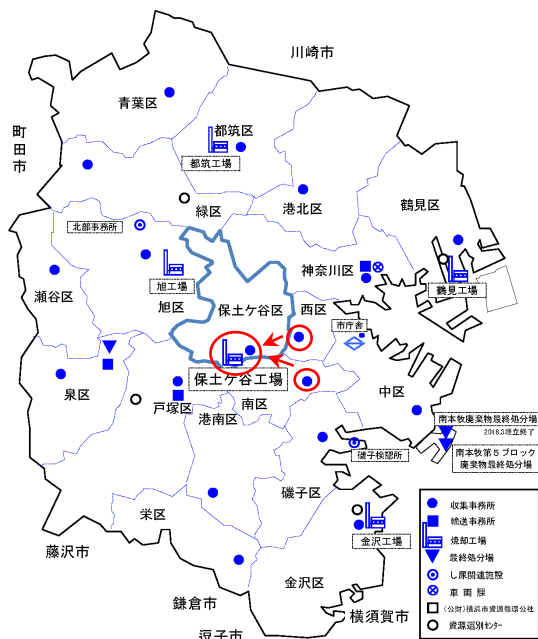 川崎市
青葉区
町田市
都筑区
都筑工場
緑区
港北区
鶴見区
北部事務所
神奈川区
瀬谷区
旭工場
旭区
保土ケ谷区
西区
鶴見工場
市庁舎
保土ケ谷工場
泉区
戸塚区
南区
港南区
中区
南本牧廃棄物最終処分場
2018.3埋立終了
南本牧第5ブロック
廃棄物最終処分場
磯子検認所
磯子区
栄区
金沢工場
藤沢市
金沢区
鎌倉市
横須賀市
逗子市
凡例
収集事務所
輸送事務所
焼却工場
最終処分場
し尿関連施設
車両課
(公財)横浜市資源循環公社
資源選別センター